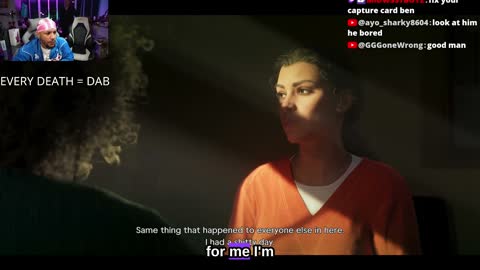 fix your
capture card ben
@ayo_sharky8604: look at him
he bored
@GGGoneWrong: good man
EVERY DEATH = DAB
Same thing that happened to everyone else in here.
I had a shitty day.
for me I'm